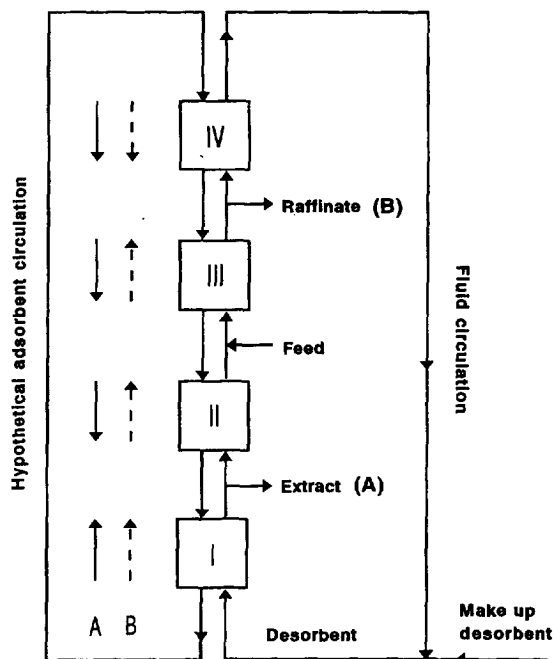 IV
Raffinate (B)
III
Feed
II
Extract (A)
I
A B
Desorbent
Make up
desorbent
Hypothetical adsorbent circulation
Fluid circulation